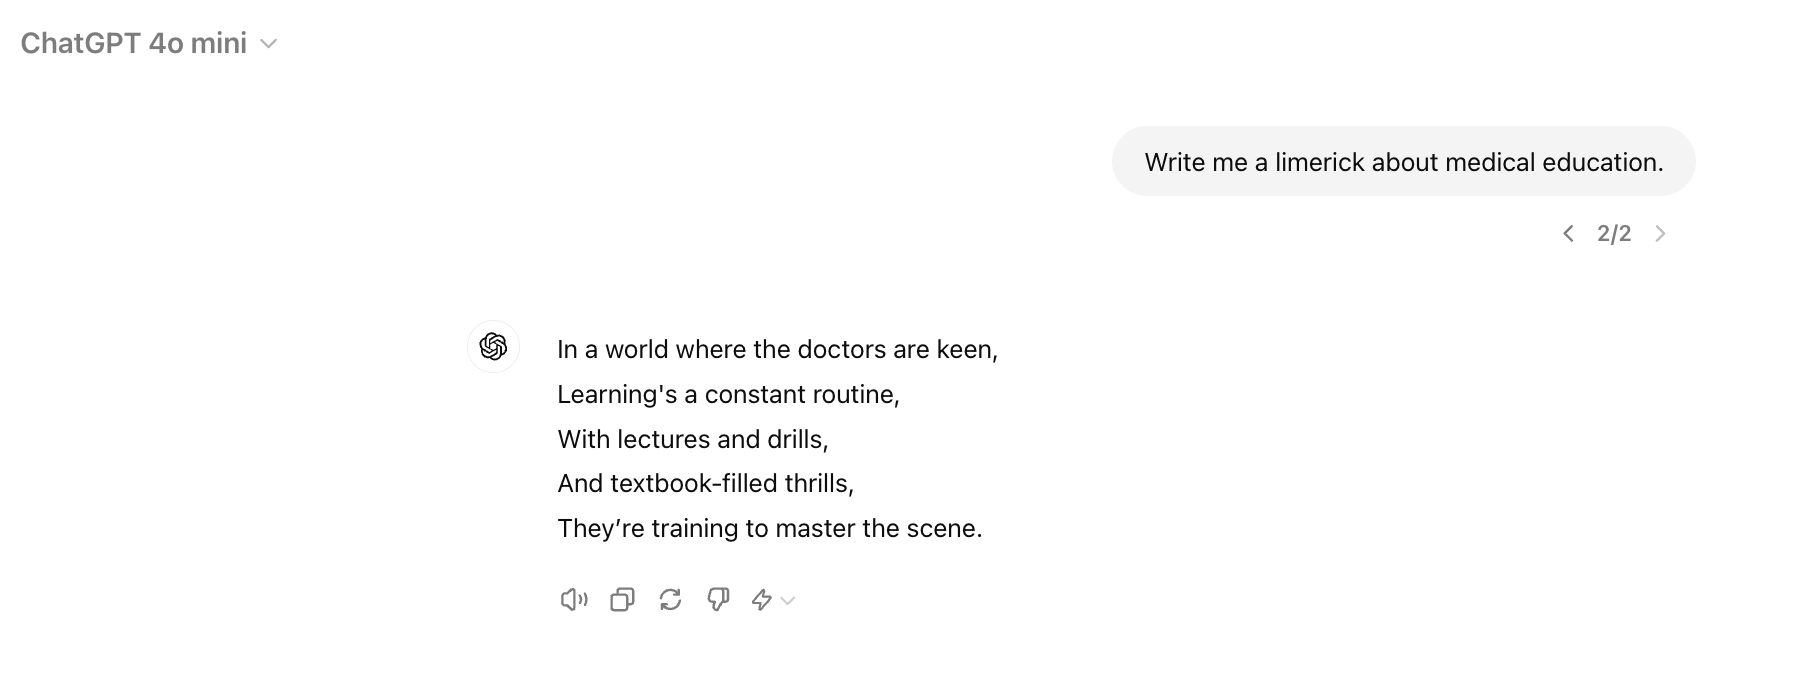 ChatGPT 4o mini
Write me a limerick about medical education.
2/2
In a world where the doctors are keen,
Learning's a constant routine,
With lectures and drills,
And textbook-filled thrills,
They’re training to master the scene.